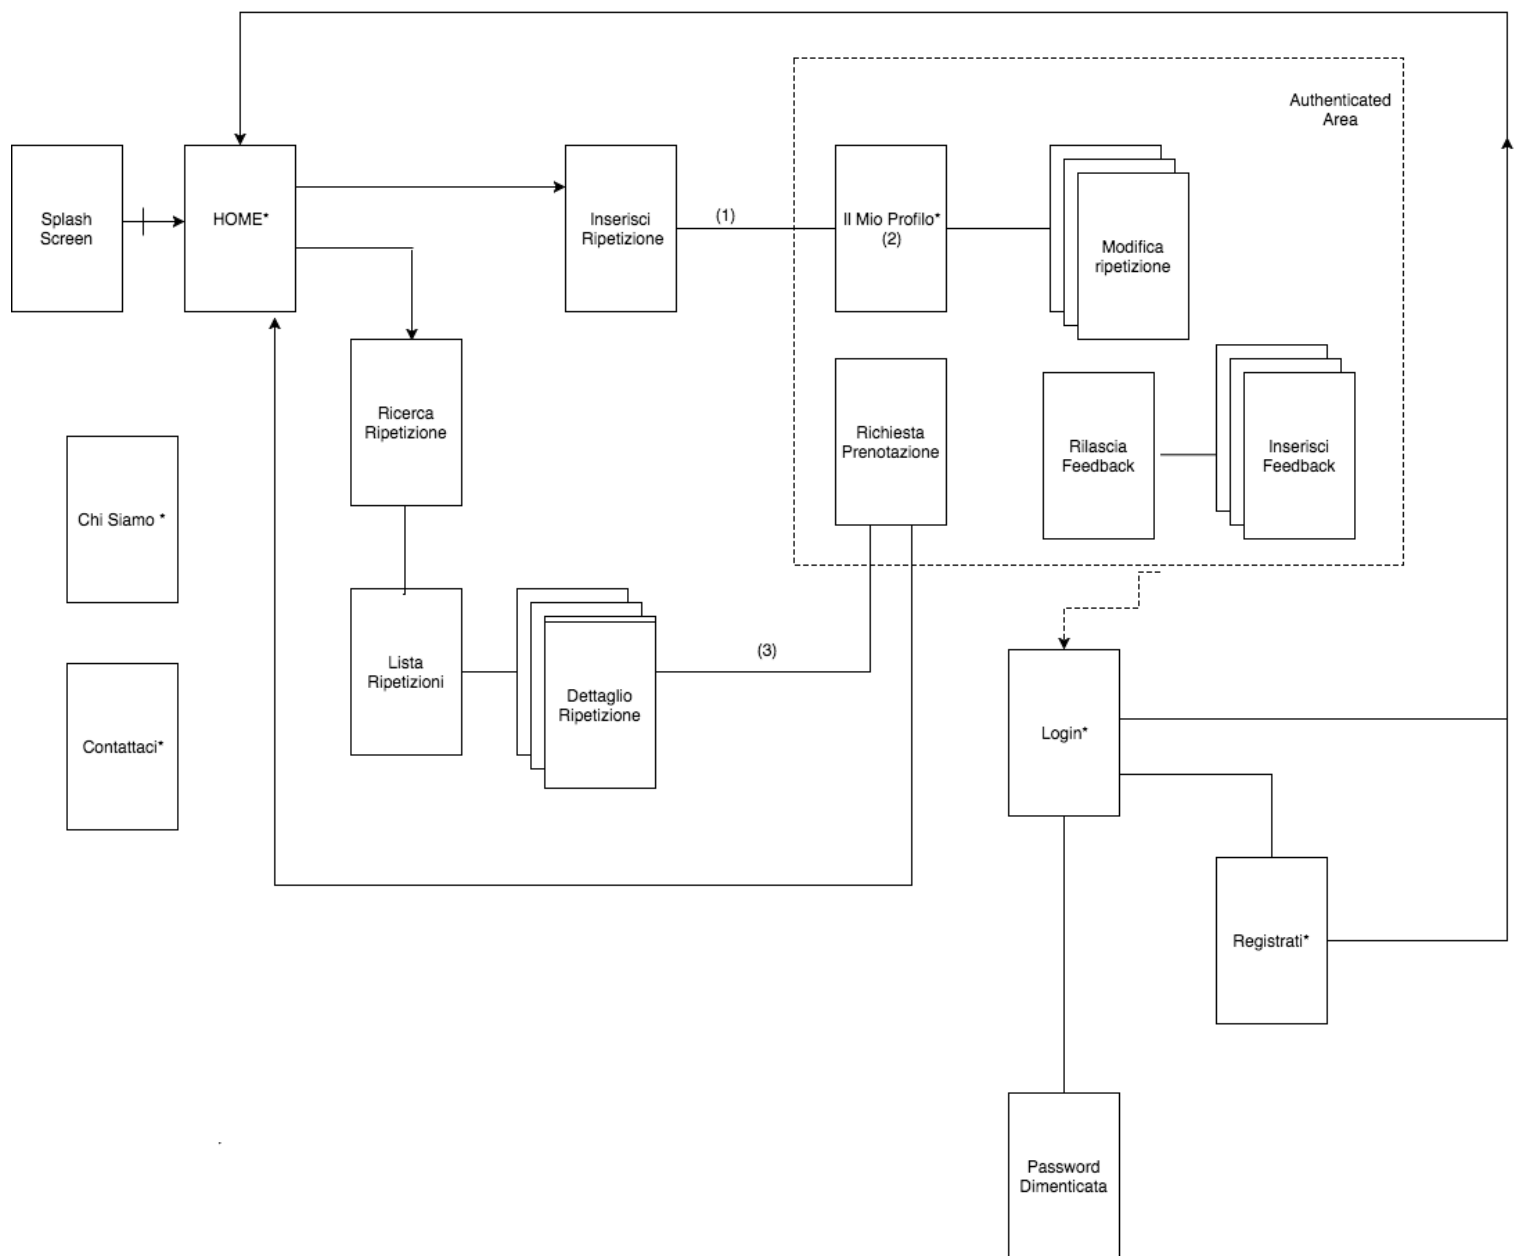 Authenticated
Area
Splash
Screen
HOME*
Inserisci
Ripetizione
(1)
Il Mio Profilo*
(2)
Modifica
ripetizione
Ricerca
Ripetizione
Richiesta
Prenotazione
Rilascia
Feedback
Inserisci
Feedback
Chi Siamo *
Lista
Ripetizioni
Dettaglio
Ripetizione
(3)
Contattaci*
Login*
Registrati*
Password
Dimenticata